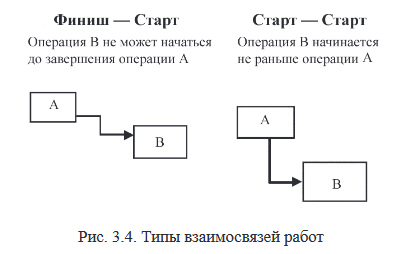 Финиш — Старт
Операция В не может начаться
до завершения операции А
А
В
Старт — Старт
Операция В начинается
не раньше операции А
А
В
Рис. 3.4. Типы взаимосвязей работ